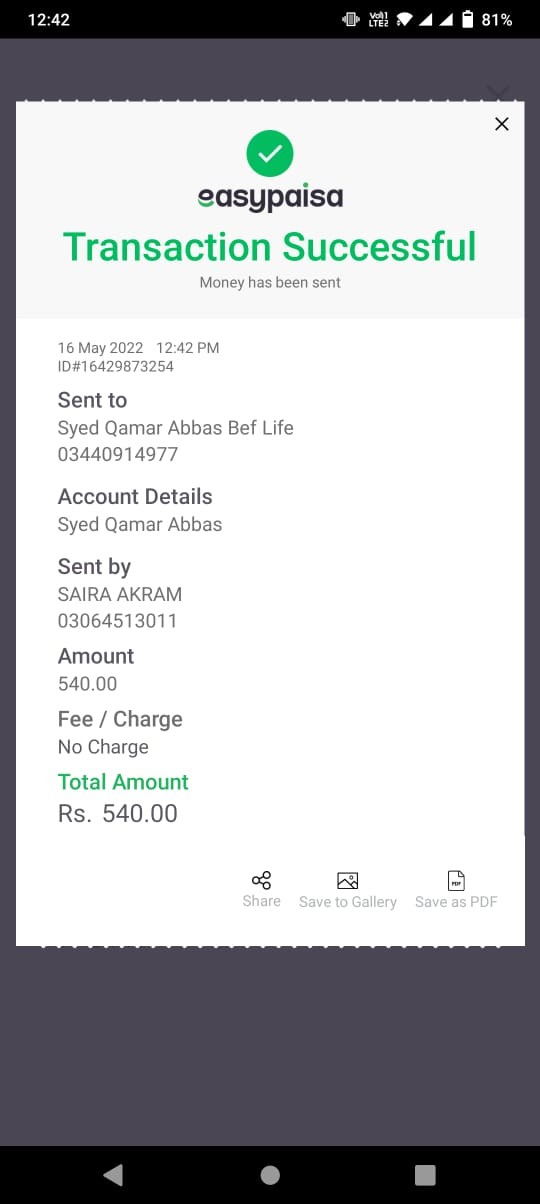 12:42
Vo))1
LTE2
81%
easypaisa
Transaction Successful
Money has been sent
16 May 2022 12:42 PM
ID#16429873254
Sent to
Syed Qamar Abbas Bef Life
03440914977
Account Details
Syed Qamar Abbas
Sent by
SAIRA AKRAM
03064513011
Amount
540.00
Fee / Charge
No Charge
Total Amount
Rs. 540.00
Share
Save to Gallery
PDF
Save as PDF